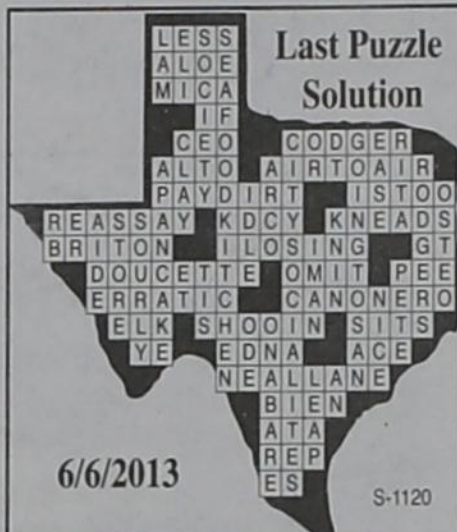 LESS
Last Puzzle
ALOE
Solution
MICA
IF
CEO CODGER
ALTO AIRTOAIR
PAYDIRT ISTOO
REASSAY KDCY KNEADS
BRITON ILOSING GT
DOUCETTE OMIT PEE
ERRATIC CANONERO
ELK SHOOIN SITS
YE EDNA ACE
NEALLANE
BIEN
ATA
6/6/2013
REP
ES
S-1120